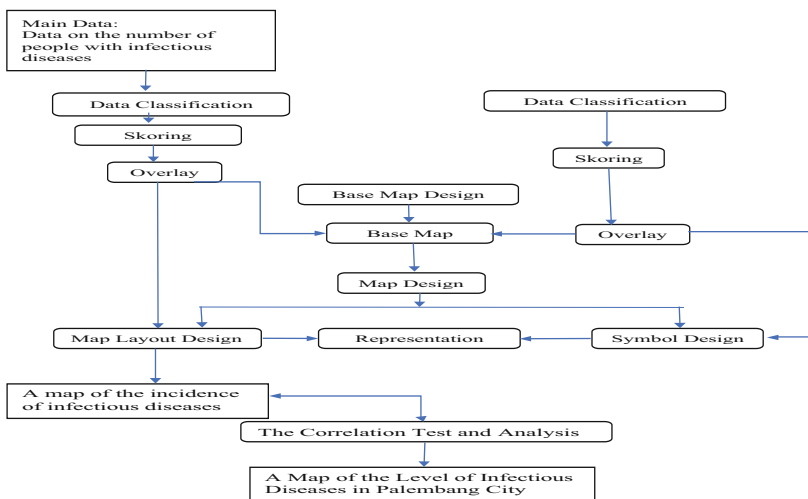 Main Data:
Data on the number of
people with infectious
diseases
Data Classification
Data Classification
Skoring
Skoring
Overlay
Base Map Design
Base Map
Overlay
Map Design
Map Layout Design
Representation
Symbol Design
A map of the incidence
of infectious diseases
The Correlation Test and Analysis
A Map of the Level of Infectious
Diseases in Palembang City